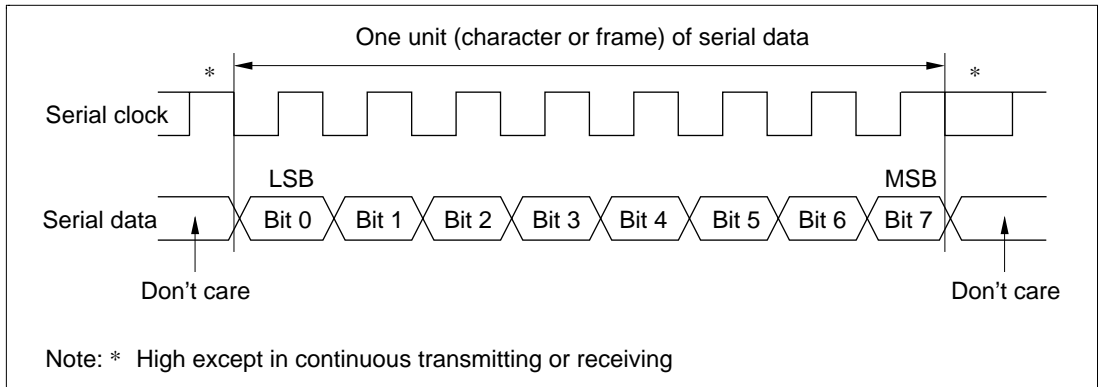 One unit (character or frame) of serial data
* *
Serial clock
LSB MSB
Serial data Bit 0 Bit 1 Bit 2 Bit 3 Bit 4 Bit 5 Bit 6 Bit 7
Don’t care Don’t care
Note: * High except in continuous transmitting or receiving